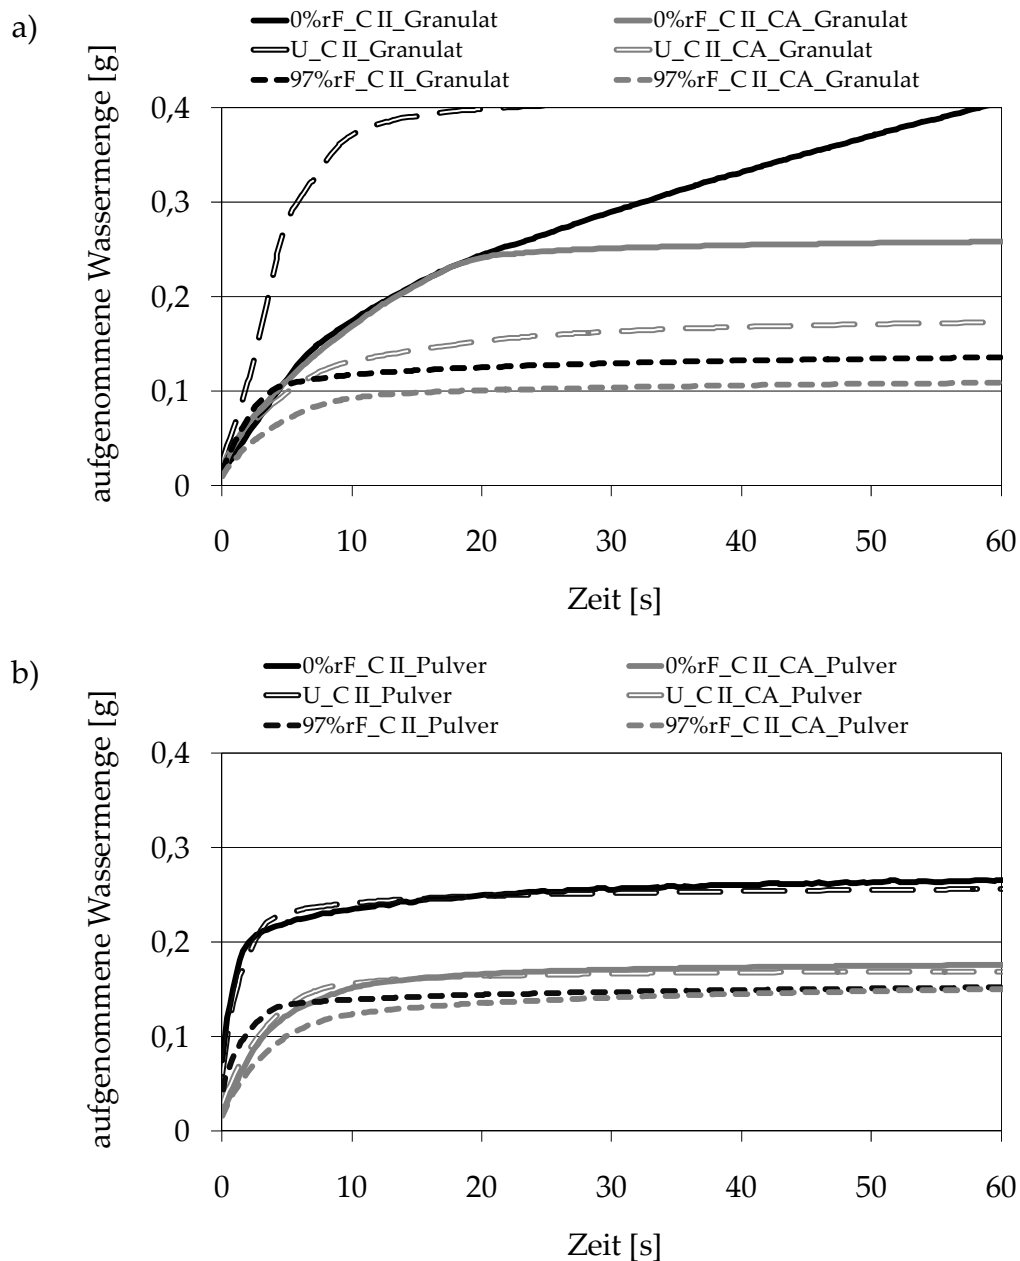 a)
0%rF_C II_Granulat 0%rF_C II_CA_Granulat
U_C II_Granulat U_C II_CA_Granulat
97%rF_C II_Granulat 97%rF_C II_CA_Granulat
aufgenommene Wassermenge [g]
0,4
0,3
0,2
0,1
0
0 10 20 30 40 50 60
Zeit [s]
b)
0%rF_C II_Pulver 0%rF_C II_CA_Pulver
U_C II_Pulver U_C II_CA_Pulver
97%rF_C II_Pulver 97%rF_C II_CA_Pulver
aufgenommene Wassermenge [g]
0,4
0,3
0,2
0,1
0
0 10 20 30 40 50 60
Zeit [s]